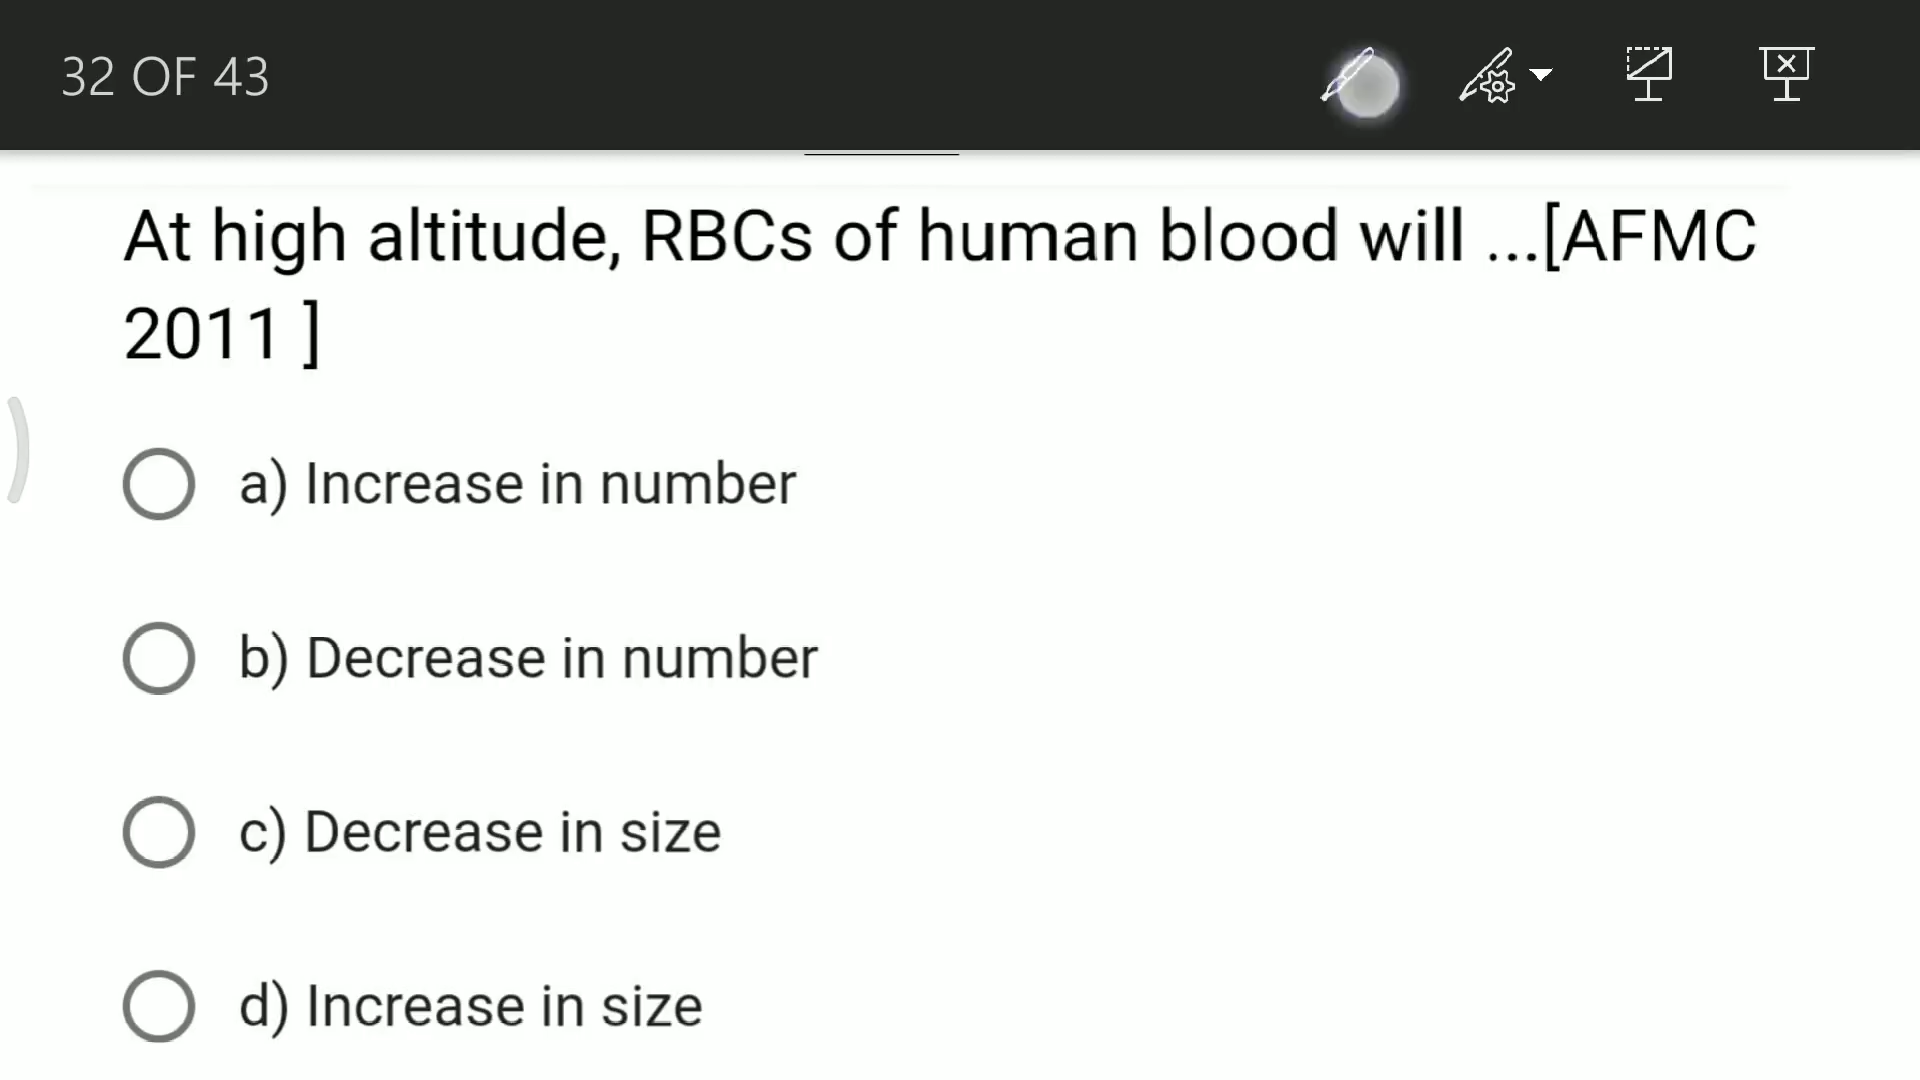 32 OF 43
At high altitude, RBCs of human blood will ...[AFMC
2011 ]
a) Increase in number
b) Decrease in number
c) Decrease in size
d) Increase in size